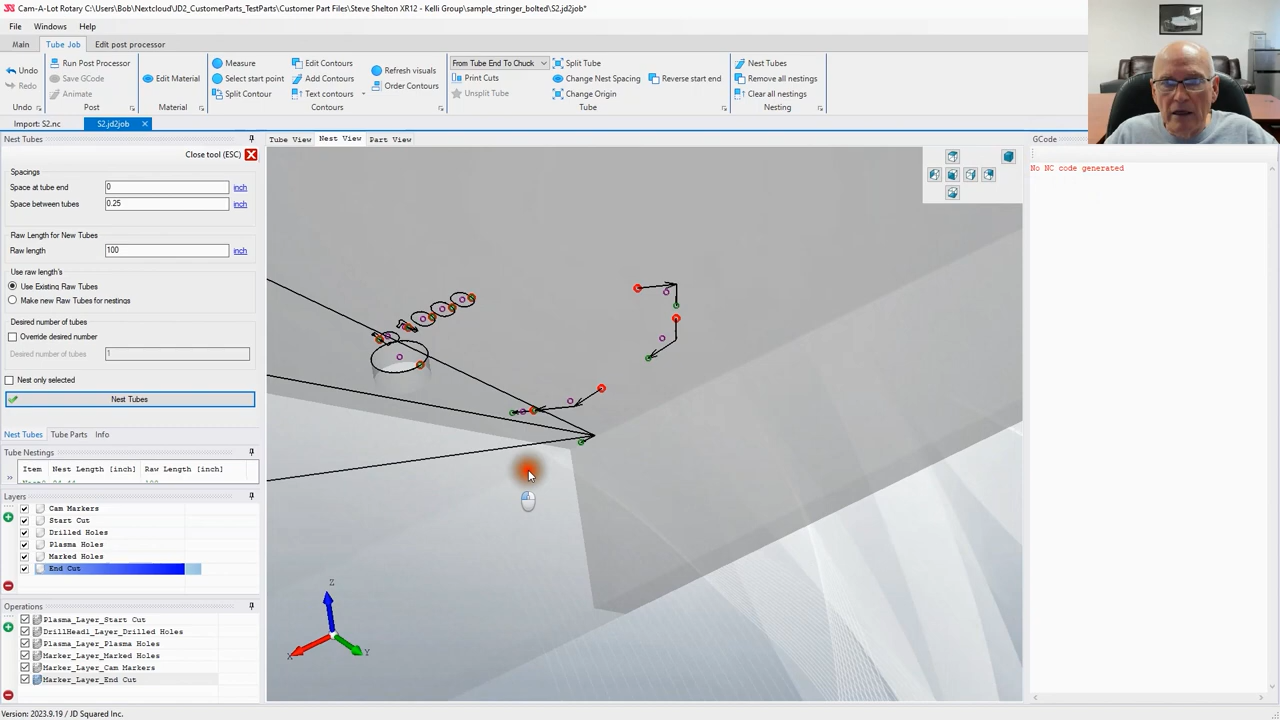 Cam-A-Lot Rotary C:\Users\Bob\Nextcloud\JD2_CustomerParts_TestParts\Customer Part Files\Steve Shelton XR12 - Kelli Group\sample_stringer_bolted\S2.jd2job*
File Windows Help
Main Tube Job Edit post processor
Undo Run Post Processor Measure Edit Contours From Tube End To Chuck Split Tube Nest Tubes
Redo Save GCode Edit Material Select start point Add Contours Refresh visuals Print Cuts Change Nest Spacing Reverse start end Remove all nestings
Animate Split Contour Text contours Order Contours Unsplit Tube Change Origin Clear all nestings
Undo Post Material Contours Tube Nesting
Import: S2.nc S2.jd2job
Nest Tubes Tube View Nest View Part View GCode
Close tool (ESC)
No NC code generated
Spacings
Space at tube end 0 inch
Space between tubes 0.25 inch
Raw Length for New Tubes
Raw length 100 inch
Use raw length's
Use Existing Raw Tubes
Make new Raw Tubes for nestings
Desired number of tubes
Override desired number
Desired number of tubes 1
Nest only selected
Nest Tubes
Nest Tubes Tube Parts Info
Tube Nestings
Item Nest Length [inch] Raw Length [inch]
Layers
Cam Markers
Start Cut
Drilled Holes
Plasma Holes
Marked Holes
End Cut
Operations
Plasma_Layer_Start Cut
DrillHead1_Layer_Drilled Holes
Plasma_Layer_Plasma Holes
Marker_Layer_Marked Holes
Marker_Layer_Cam Markers
Marker_Layer_End Cut
Z
X
Y
Version: 2023.9.19 / JD Squared Inc.